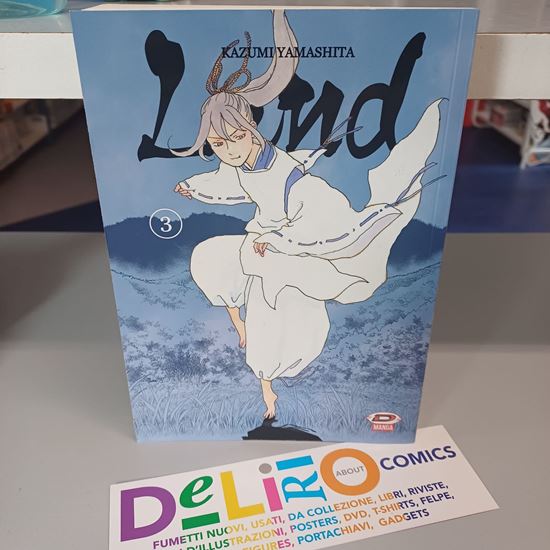 KAZUMI YAMASHITA
Land
3
D
MANGA
DeLiRiO
ABOUT
COMICS
FUMETTI NUOVI, USATI, DA COLLEZIONE, LIBRI, RIVISTE,
D'ILLUSTRAZIONI, POSTERS, DVD, T-SHIRTS, FELPE,
FIGURES, PORTACHIAVI, GADGETS